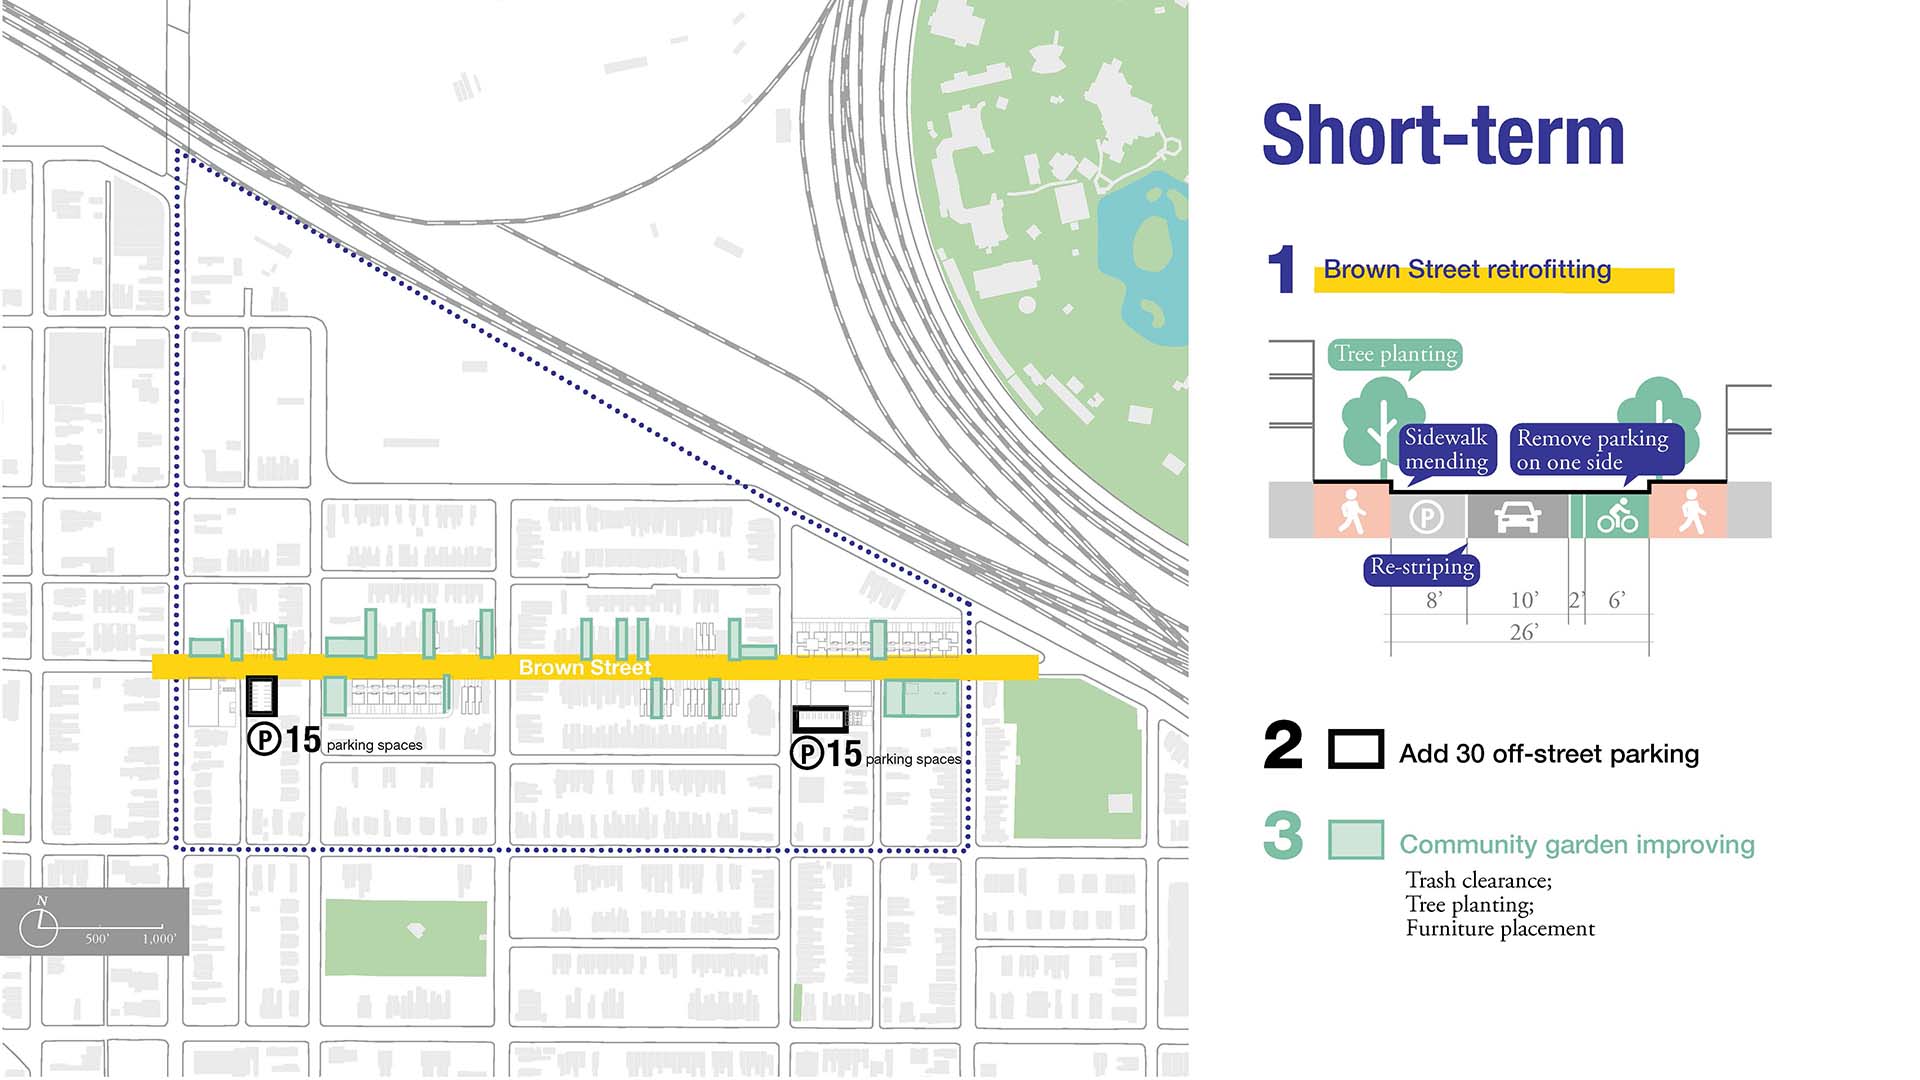 Short-term
1 Brown Street retrofitting
Tree planting
Sidewalk
mending
Remove parking
on one side
P
Re-striping
8’ 10’ 2’ 6’
26’
Brown Street
P 15 parking spaces
P 15 parking spaces
2 Add 30 off-street parking
3 Community garden improving
Trash clearance;
Tree planting;
Furniture placement
N
500’ 1,000’